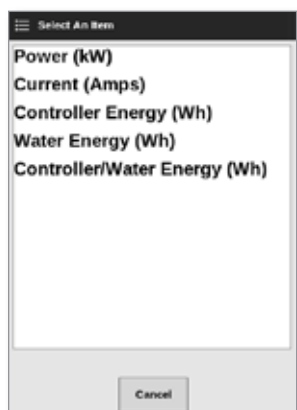 Select An Item
Power (kW)
Current (Amps)
Controller Energy (Wh)
Water Energy (Wh)
Controller/Water Energy (Wh)
Cancel